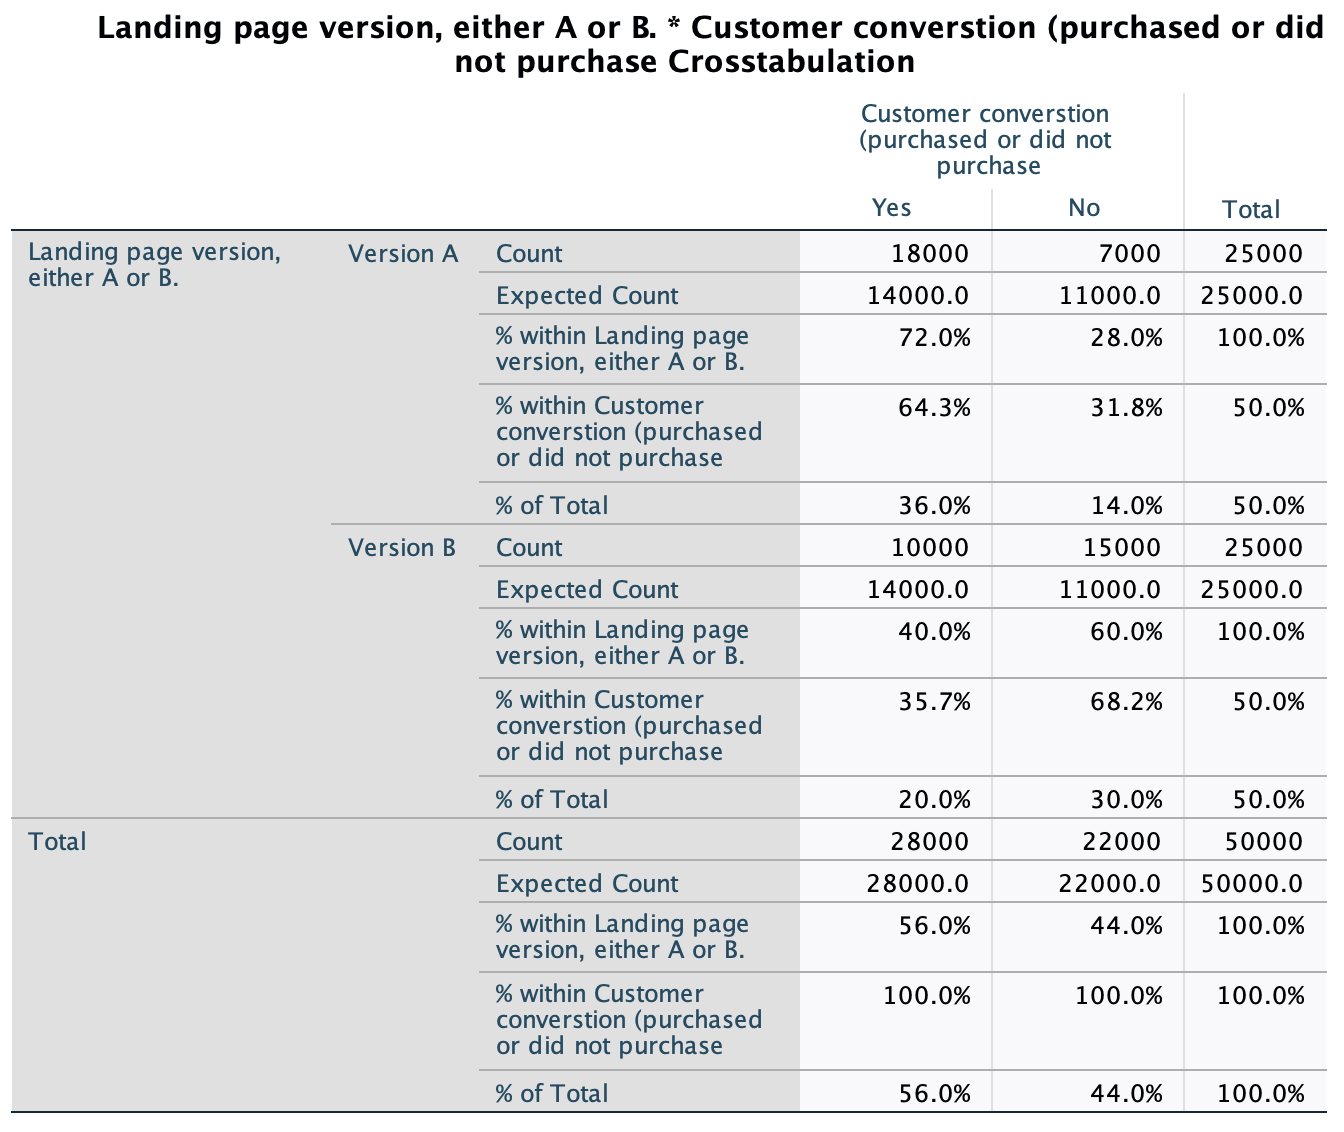 Landing page version, either A or B. * Customer converstion (purchased or did
not purchase Crosstabulation
Customer converstion
(purchased or did not
purchase
Yes No Total
Landing page version,
either A or B.
Version A Count 18000 7000 25000
Expected Count 14000.0 11000.0 25000.0
% within Landing page
version, either A or B.
72.0% 28.0% 100.0%
% within Customer
converstion (purchased
or did not purchase
64.3% 31.8% 50.0%
% of Total 36.0% 14.0% 50.0%
Version B Count 10000 15000 25000
Expected Count 14000.0 11000.0 25000.0
% within Landing page
version, either A or B.
40.0% 60.0% 100.0%
% within Customer
converstion (purchased
or did not purchase
35.7% 68.2% 50.0%
% of Total 20.0% 30.0% 50.0%
Total Count 28000 22000 50000
Expected Count 28000.0 22000.0 50000.0
% within Landing page
version, either A or B.
56.0% 44.0% 100.0%
% within Customer
converstion (purchased
or did not purchase
100.0% 100.0% 100.0%
% of Total 56.0% 44.0% 100.0%